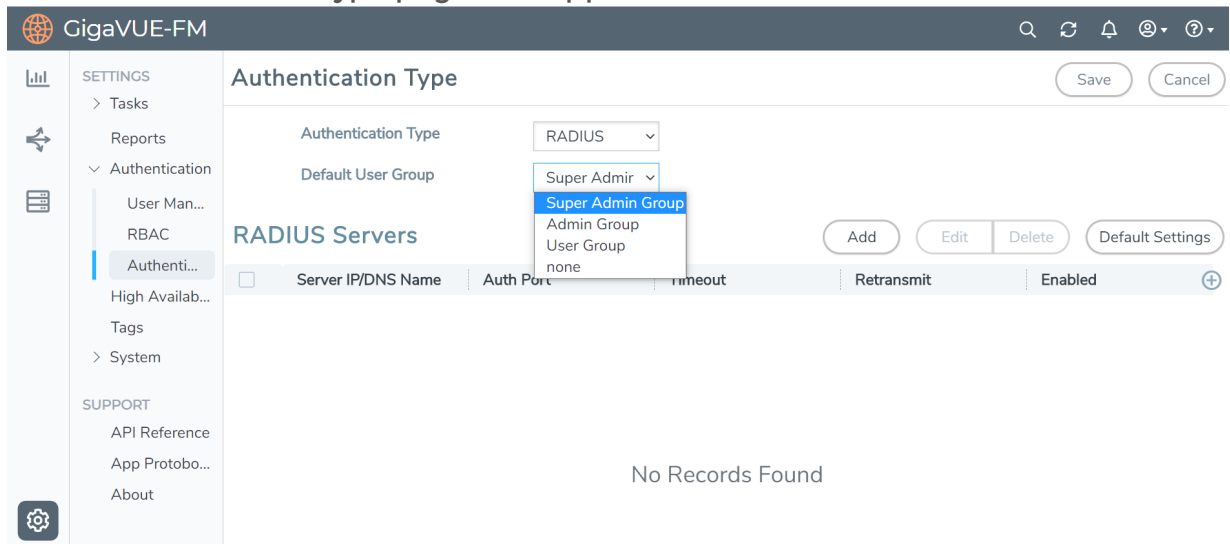 GigaVUE-FM
SETTINGS
Tasks
Reports
Authentication
User Man...
RBAC
Authenti...
High Availab...
Tags
System
SUPPORT
API Reference
App Protobo...
About
Authentication Type
Save
Cancel
Authentication Type
RADIUS
Default User Group
Super Admir
Super Admin Group
Admin Group
User Group
none
RADIUS Servers
Add
Edit
Delete
Default Settings
Server IP/DNS Name
Auth Port
Timeout
Retransmit
Enabled
No Records Found